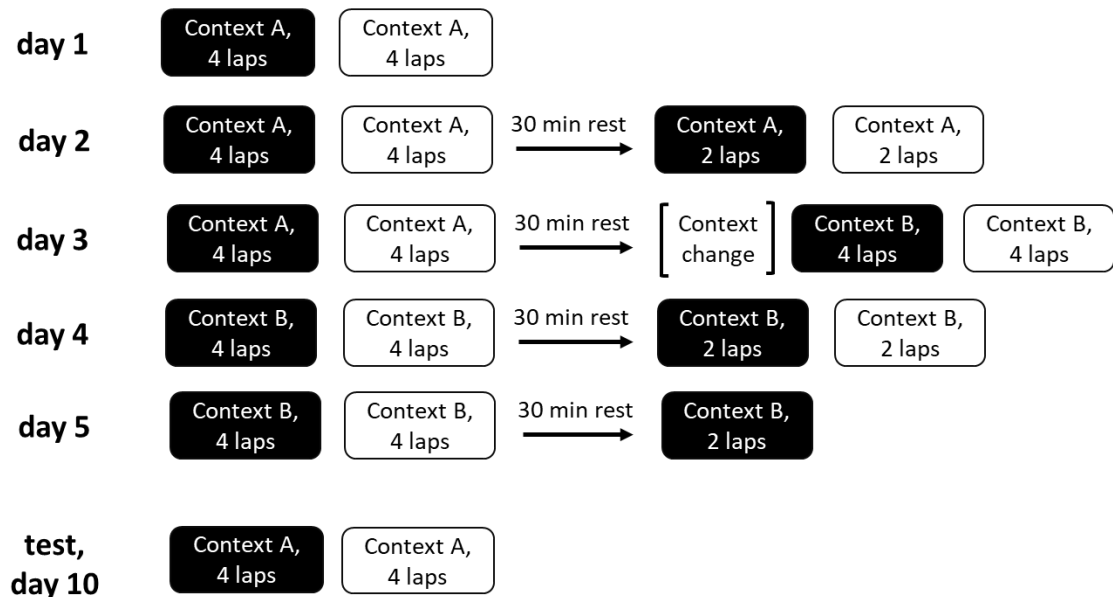 day 1
Context A,
4 laps
Context A,
4 laps
day 2
Context A,
4 laps
Context A,
4 laps
30 min rest
Context A,
2 laps
Context A,
2 laps
day 3
Context A,
4 laps
Context A,
4 laps
30 min rest
Context
change
Context B,
4 laps
Context B,
4 laps
day 4
Context B,
4 laps
Context B,
4 laps
30 min rest
Context B,
2 laps
Context B,
2 laps
day 5
Context B,
4 laps
Context B,
4 laps
30 min rest
Context B,
2 laps
test,
day 10
Context A,
4 laps
Context A,
4 laps